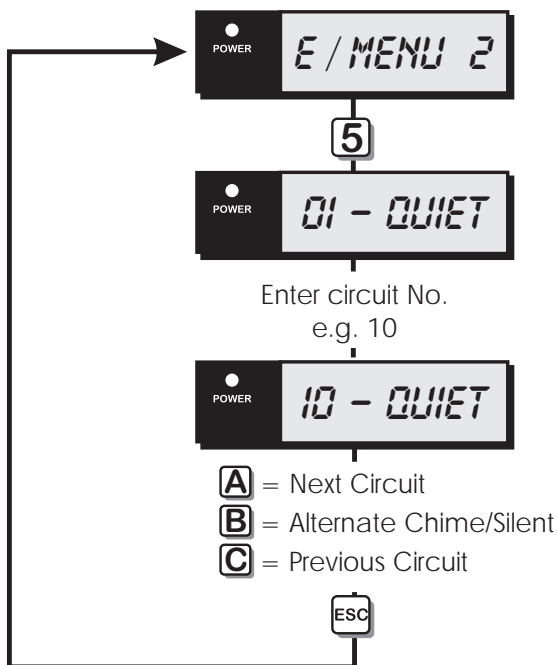 POWER
E/MENU 2
5
POWER
01 - QUIET
Enter circuit No.
e.g. 10
POWER
10 - QUIET
A = Next Circuit
B = Alternate Chime/Silent
C = Previous Circuit
ESC